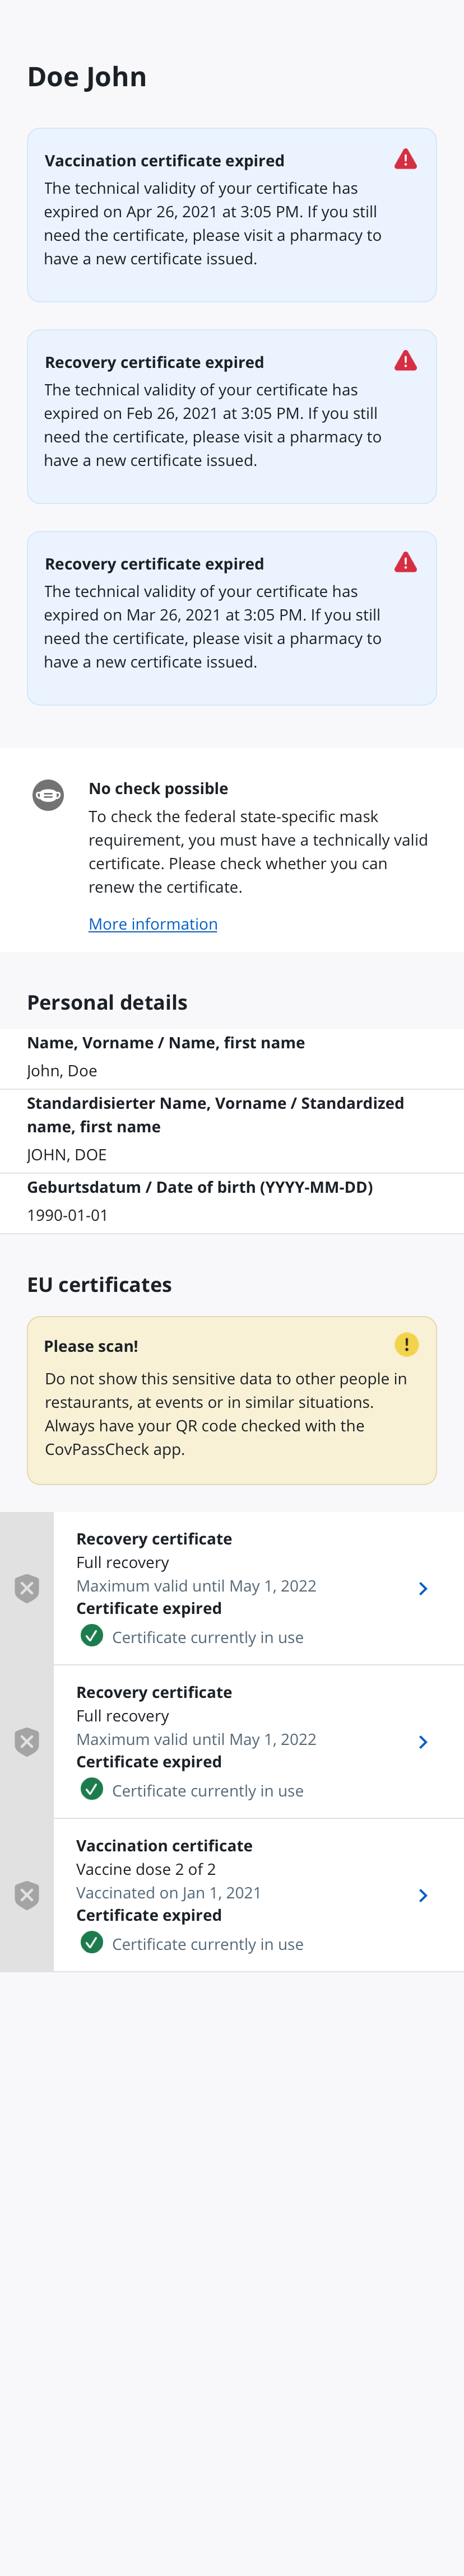 Doe John
Vaccination certificate expired
The technical validity of your certificate has
expired on Apr 26, 2021 at 3:05 PM. If you still
need the certificate, please visit a pharmacy to
have a new certificate issued.
Recovery certificate expired
The technical validity of your certificate has
expired on Feb 26, 2021 at 3:05 PM. If you still
need the certificate, please visit a pharmacy to
have a new certificate issued.
Recovery certificate expired
The technical validity of your certificate has
expired on Mar 26, 2021 at 3:05 PM. If you still
need the certificate, please visit a pharmacy to
have a new certificate issued.
No check possible
To check the federal state-specific mask
requirement, you must have a technically valid
certificate. Please check whether you can
renew the certificate.
More information
Personal details
Name, Vorname / Name, first name
John, Doe
Standardisierter Name, Vorname / Standardized
name, first name
JOHN, DOE
Geburtsdatum / Date of birth (YYYY-MM-DD)
1990-01-01
EU certificates
Please scan!
Do not show this sensitive data to other people in
restaurants, at events or in similar situations.
Always have your QR code checked with the
CovPassCheck app.
Recovery certificate
Full recovery
Maximum valid until May 1, 2022
Certificate expired
Certificate currently in use
Recovery certificate
Full recovery
Maximum valid until May 1, 2022
Certificate expired
Certificate currently in use
Vaccination certificate
Vaccine dose 2 of 2
Vaccinated on Jan 1, 2021
Certificate expired
Certificate currently in use